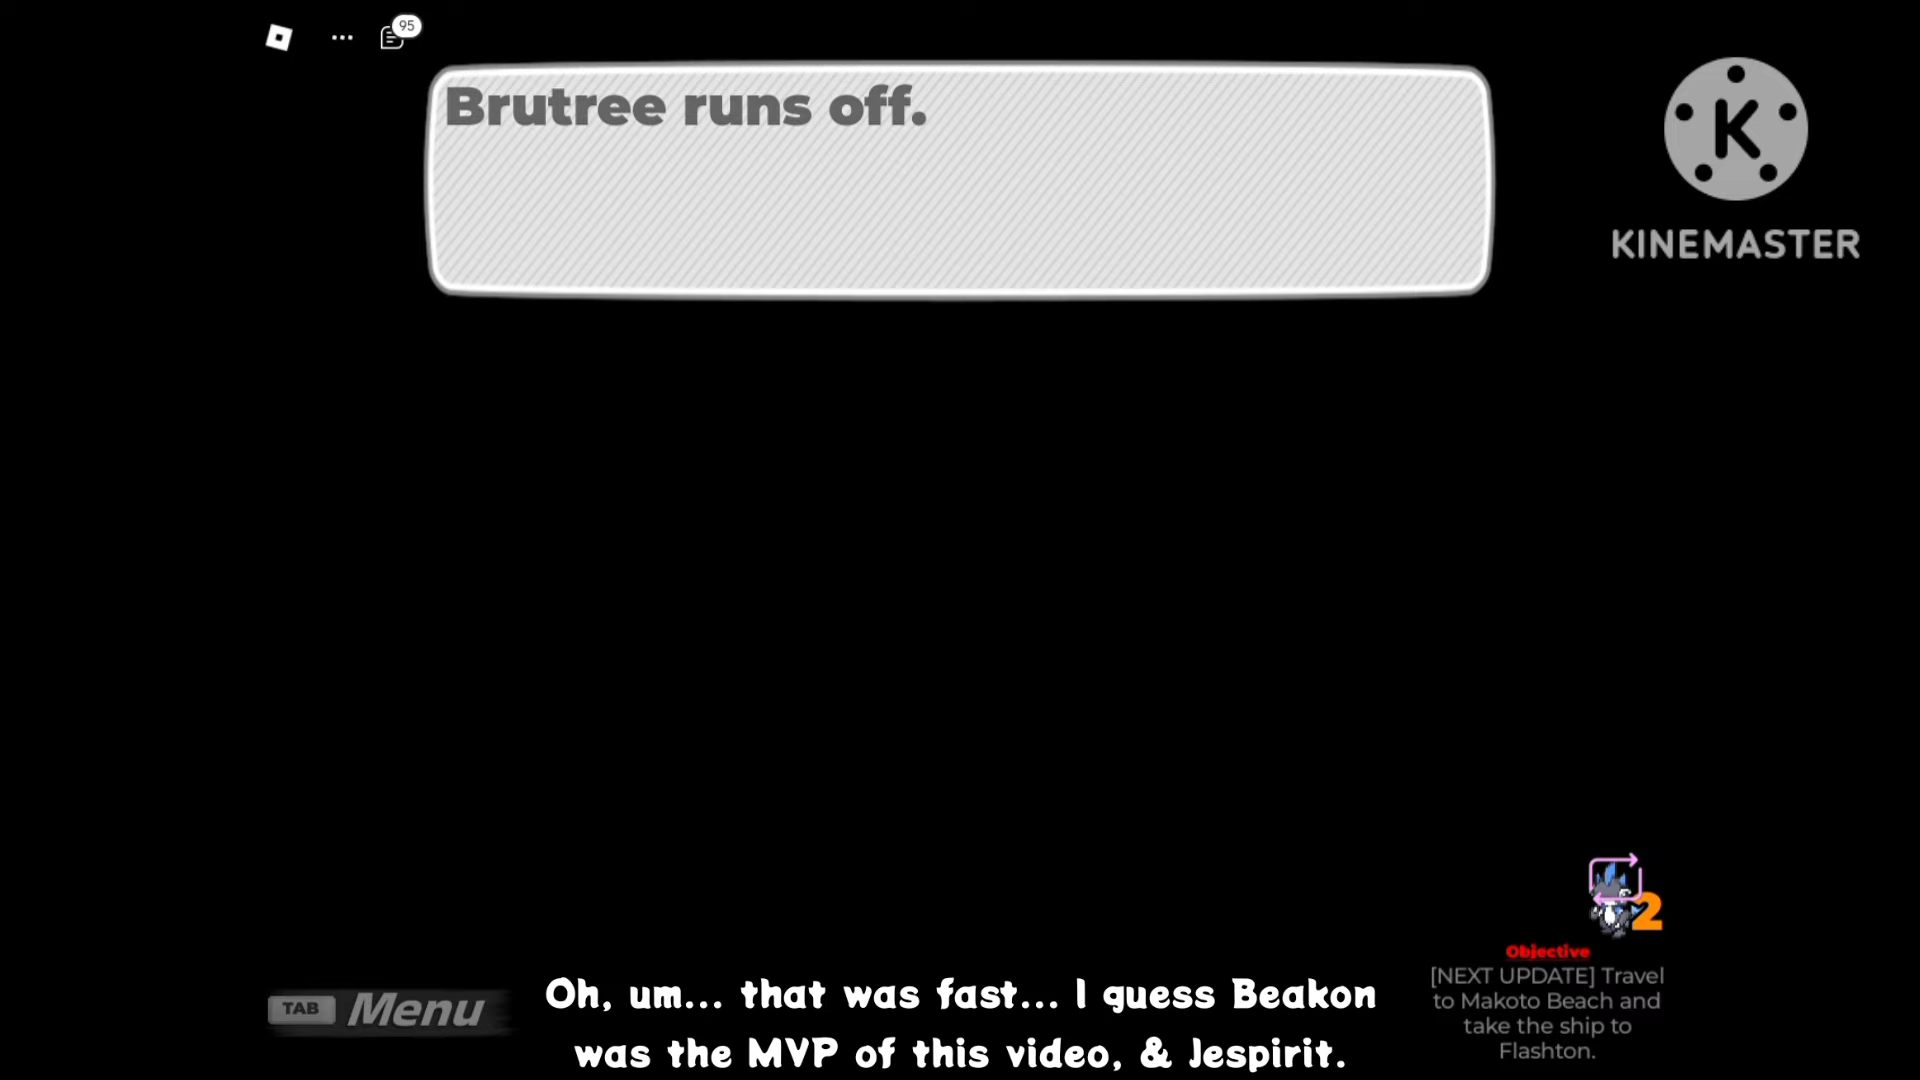 95
Brutree runs off.
K
KINEMASTER
2
Objective
[NEXT UPDATE] Travel
to Makoto Beach and
take the ship to
Flashton.
TAB Menu
Oh, um... that was fast... I guess Beakon
was the MVP of this video, & Jespirit.